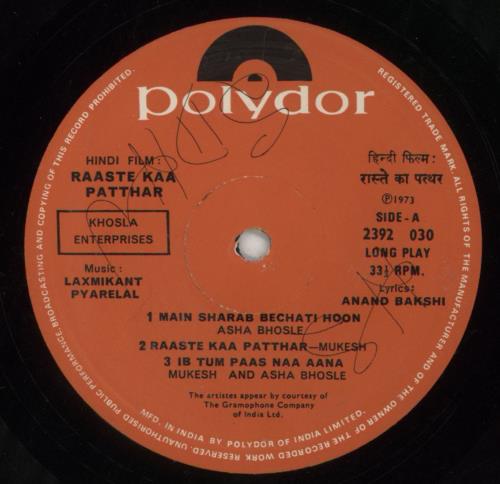 polydor
HINDI FILM:
RAASTE KAA
PATTHAR
KHOSLA
ENTERPRISES
Music:
LAXMIKANT
PYARELAL
हिन्दी फिल्म:
रास्ते का पत्थर
Ⓟ1973
SIDE-A
2392 030
LONG PLAY
33⅓ RPM.
Lyrics:
ANAND BAKSHI
1 MAIN SHARAB BECHATI HOON
ASHA BHOSLE
2 RAASTE KAA PATTHAR—MUKESH
3 IB TUM PAAS NAA AANA
MUKESH AND ASHA BHOSLE
The artistes appear by courtesy of
The Gramophone Company
of India Ltd.
REGISTERED TRADE MARK. ALL RIGHTS OF THE MANUFACTURER AND OF THE OWNER OF THE RECORDED WORK RESERVED. UNAUTHORISED PUBLIC PERFORMANCE, BROADCASTING AND COPYING OF THIS RECORD PROHIBITED.
MFD. IN INDIA BY POLYDOR OF INDIA LIMITED.